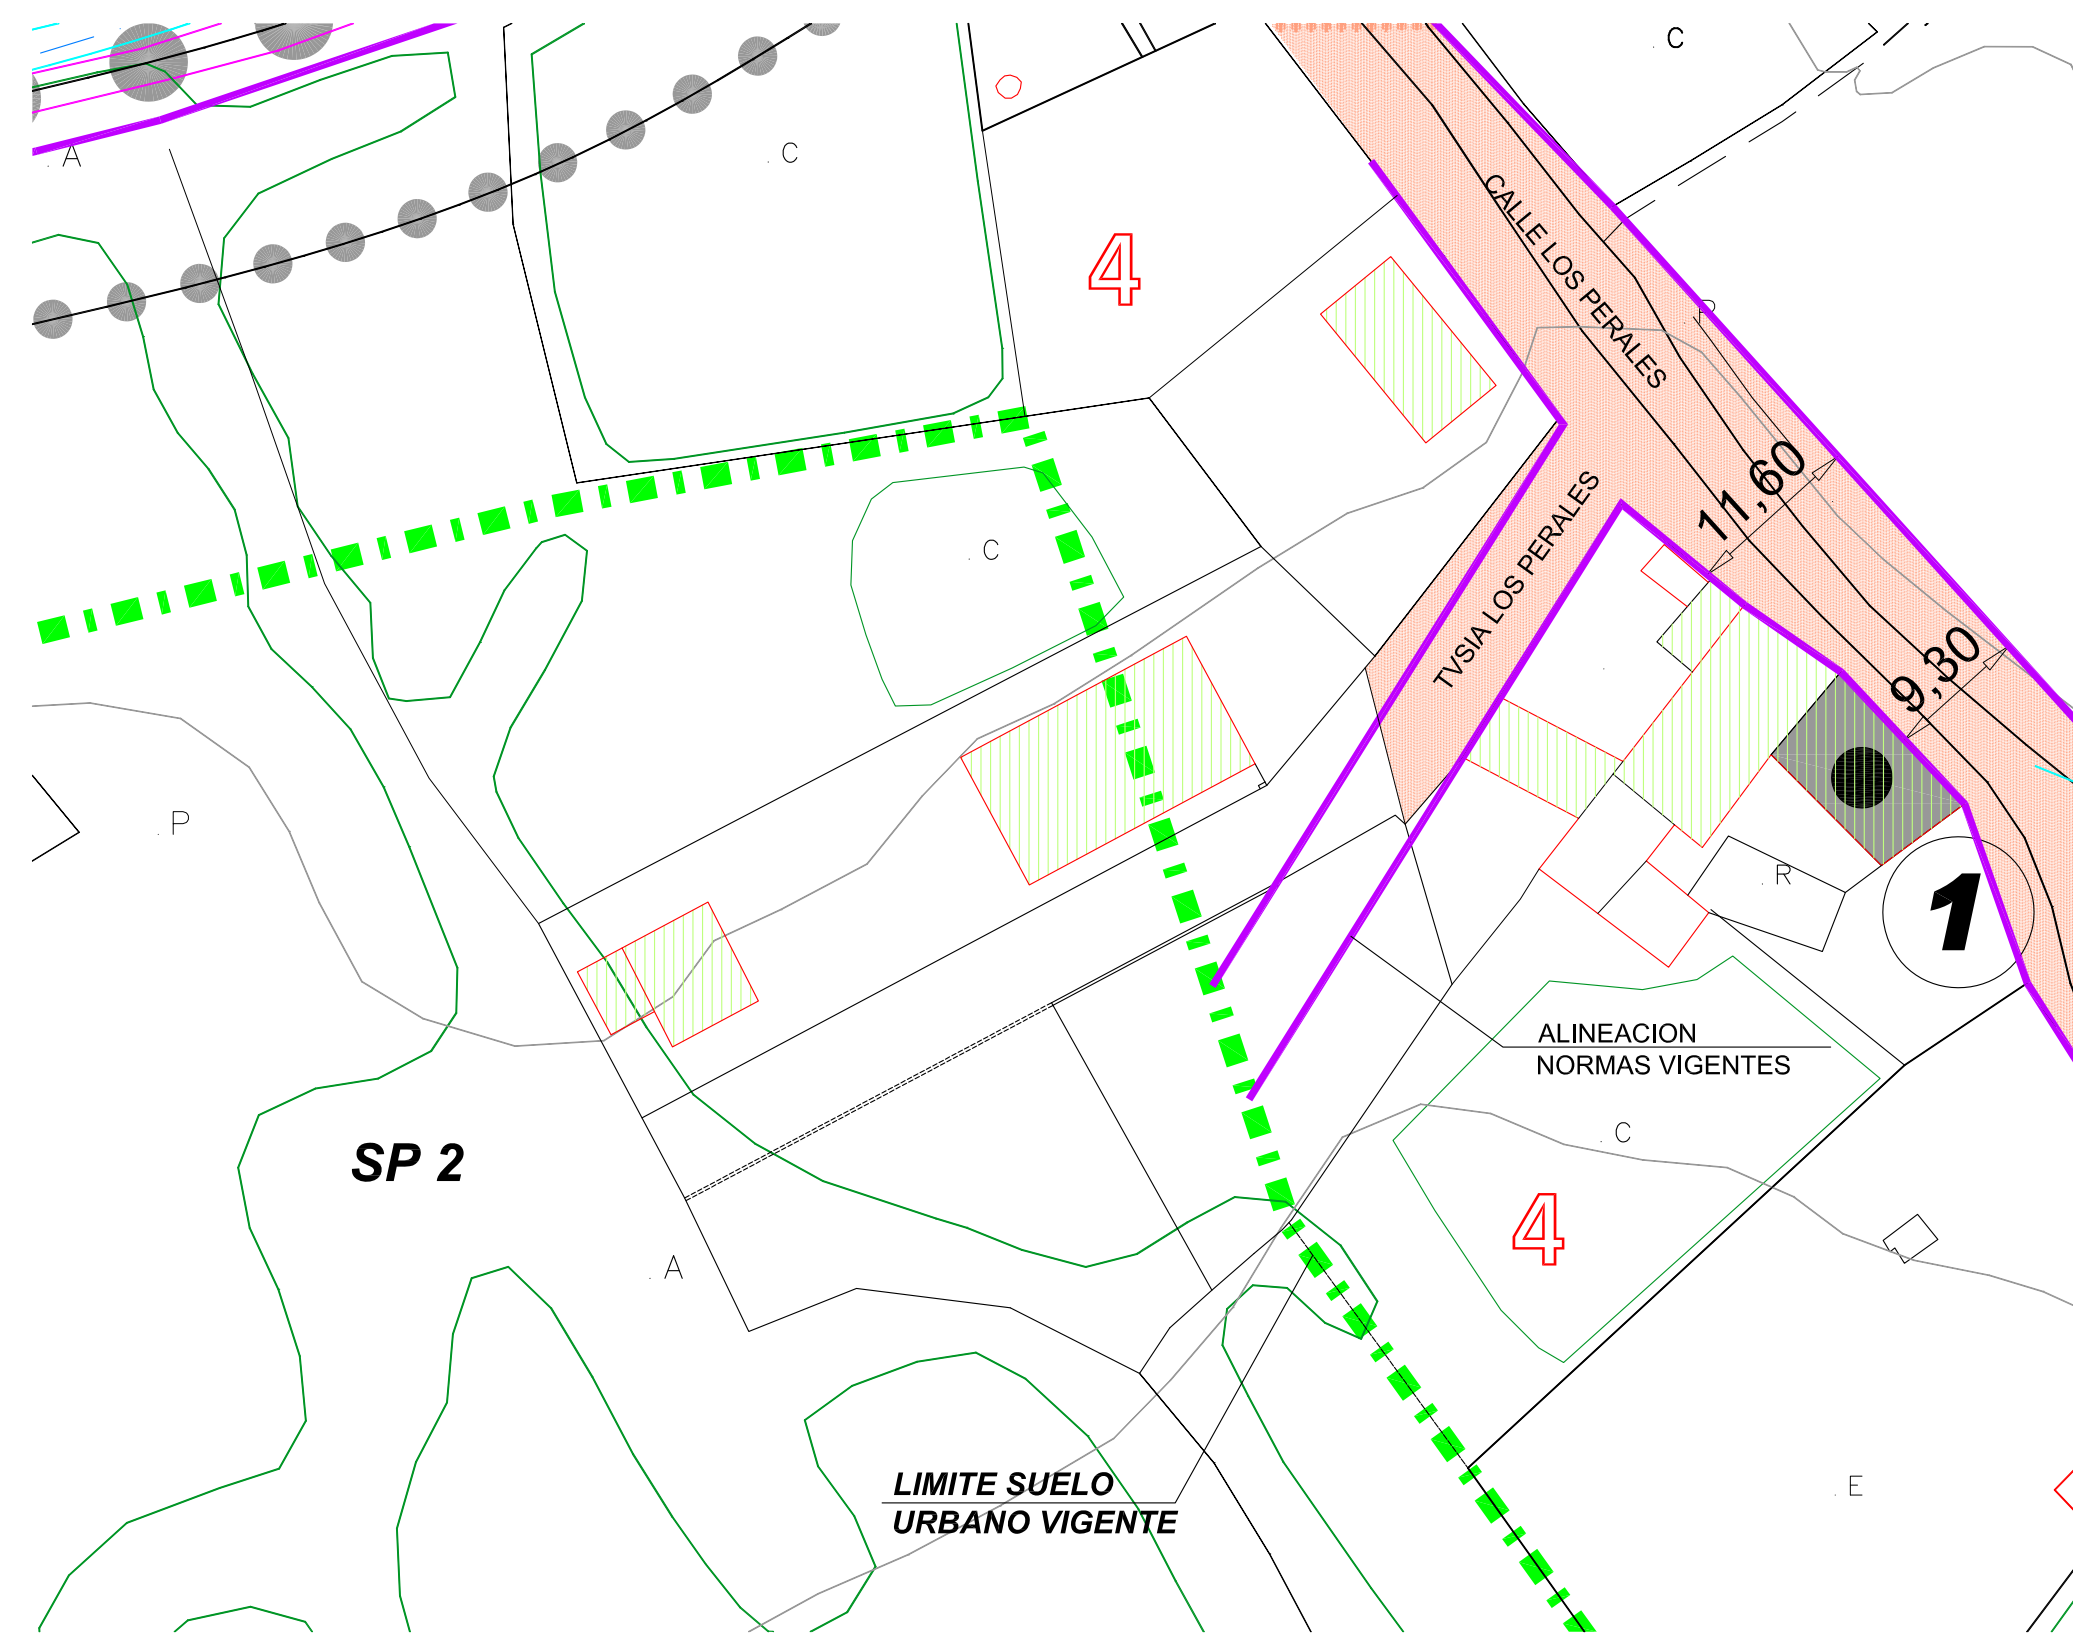 C
A
C
4
CALLE LOS PERALES
P
11,60
TVSIA LOS PERALES
C
9,30
P
R
1
ALINEACION
NORMAS VIGENTES
C
SP 2
4
A
LIMITE SUELO
URBANO VIGENTE
E